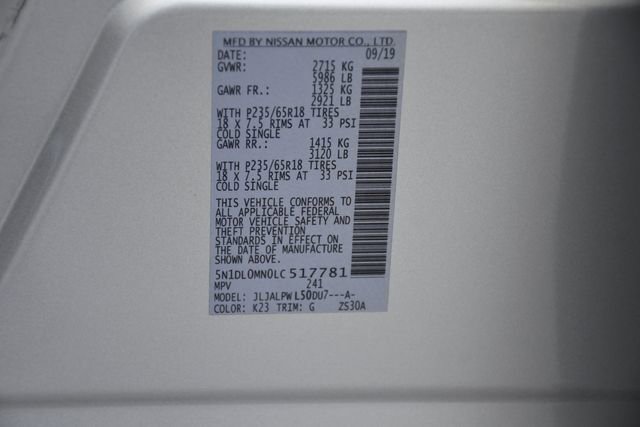 MFD BY NISSAN MOTOR CO., LTD.
DATE: 09/19
GVWR: 2715 KG
5986 LB
GAWR FR.: 1325 KG
2921 LB
WITH P235/65R18 TIRES
18 X 7.5 RIMS AT 33 PSI
COLD SINGLE
GAWR RR.: 1415 KG
3120 LB
WITH P235/65R18 TIRES
18 X 7.5 RIMS AT 33 PSI
COLD SINGLE
THIS VEHICLE CONFORMS TO
ALL APPLICABLE FEDERAL
MOTOR VEHICLE SAFETY AND
THEFT PREVENTION
STANDARDS IN EFFECT ON
THE DATE OF MANUFACTURE
SHOWN ABOVE.
5N1DL0MN0LC517781
MPV 241
MODEL: JLJALPWL50DU7---A-
COLOR: K23 TRIM: G ZS30A